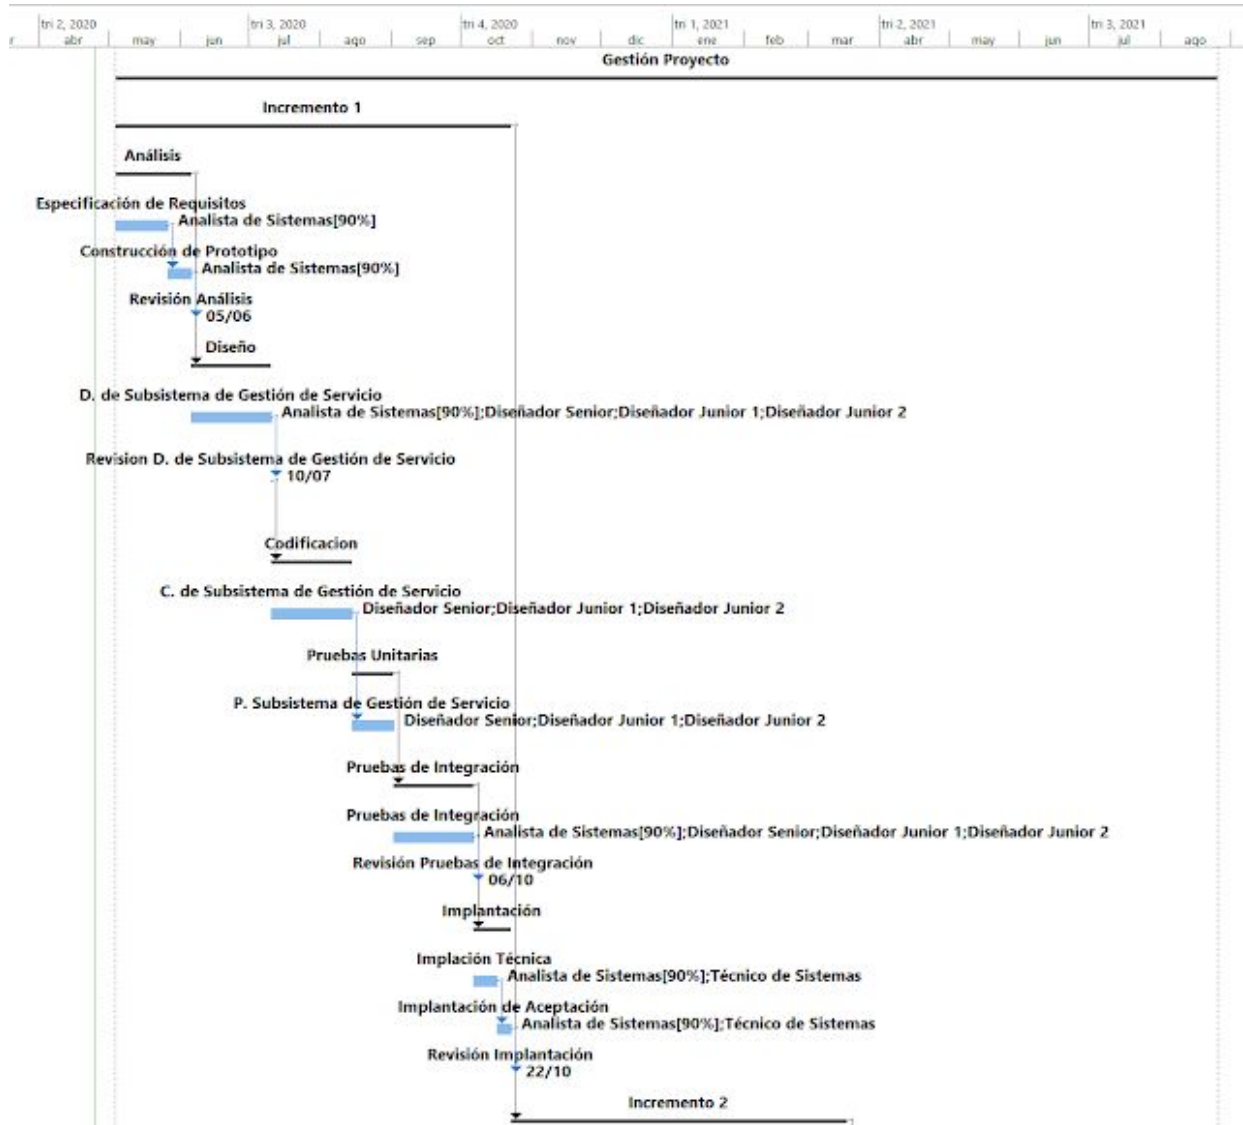 tri 2, 2020 tri 3, 2020 tri 4, 2020 tri 1, 2021 tri 2, 2021 tri 3, 2021
r abr may jun jul ago sep oct nov dic ene feb mar abr may jun jul ago
Gestión Proyecto
Incremento 1
Análisis
Especificación de Requisitos
Analista de Sistemas[90%]
Construcción de Prototipo
Analista de Sistemas[90%]
Revisión Análisis
05/06
Diseño
D. de Subsistema de Gestión de Servicio
Analista de Sistemas[90%];Diseñador Senior;Diseñador Junior 1;Diseñador Junior 2
Revision D. de Subsistema de Gestión de Servicio
10/07
Codificacion
C. de Subsistema de Gestión de Servicio
Diseñador Senior;Diseñador Junior 1;Diseñador Junior 2
Pruebas Unitarias
P. Subsistema de Gestión de Servicio
Diseñador Senior;Diseñador Junior 1;Diseñador Junior 2
Pruebas de Integración
Pruebas de Integración
Analista de Sistemas[90%];Diseñador Senior;Diseñador Junior 1;Diseñador Junior 2
Revisión Pruebas de Integración
06/10
Implantación
Implación Técnica
Analista de Sistemas[90%];Técnico de Sistemas
Implantación de Aceptación
Analista de Sistemas[90%];Técnico de Sistemas
Revisión Implantación
22/10
Incremento 2